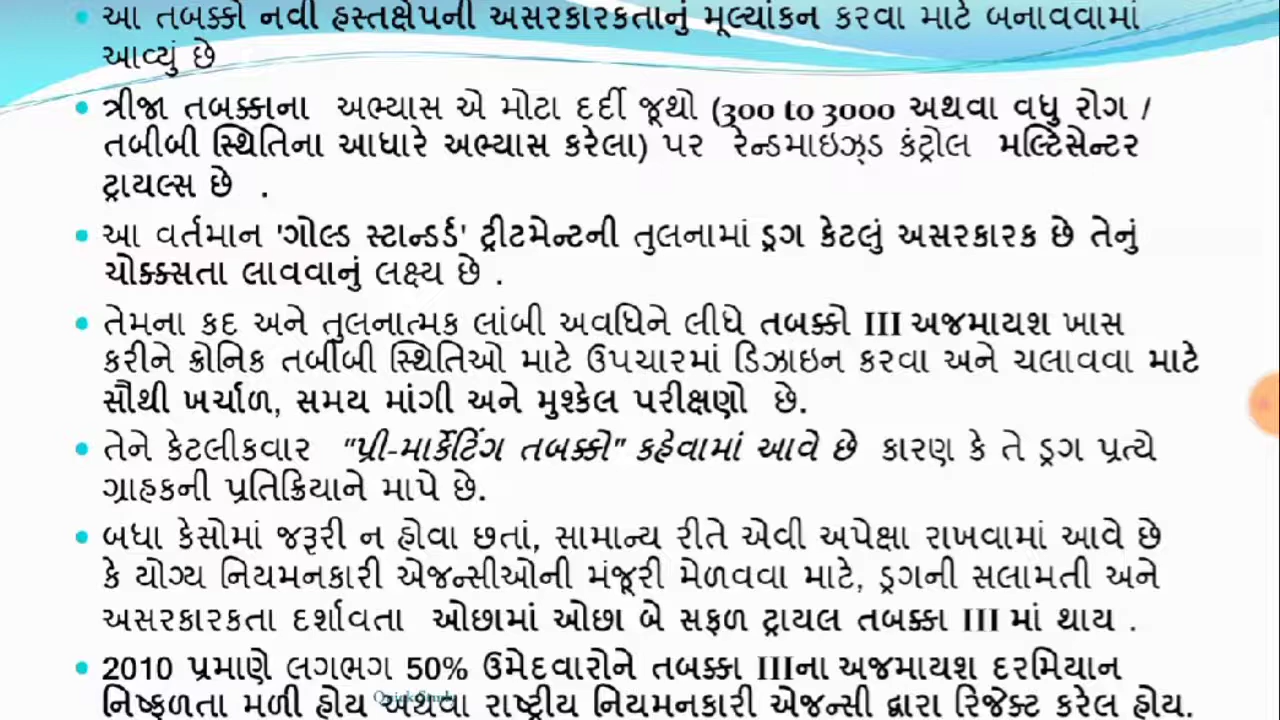 આ તબક્કો નવી હસ્તક્ષેપની અસરકારકતાનું મૂલ્યાંકન કરવા માટે બનાવવામાં
આવ્યું છે
ત્રીજા તબક્કાના અભ્યાસ એ મોટા દર્દી જૂથો (300 to 3000 અથવા વધુ રોગ /
તબીબી સ્થિતિના આધારે અભ્યાસ કરેલા) પર રેન્ડમાઇઝ્ડ કંટ્રોલ મલ્ટિસેન્ટર
ટ્રાયલ્સ છે .
આ વર્તમાન 'ગોલ્ડ સ્ટાન્ડર્ડ' ટ્રીટમેન્ટની તુલનામાં ડ્રગ કેટલું અસરકારક છે તેનું
ચોક્ક્સતા લાવવાનું લક્ષ્ય છે .
તેમના કદ અને તુલનાત્મક લાંબી અવધિને લીધે તબક્કો III અજમાયશ ખાસ
કરીને ક્રોનિક તબીબી સ્થિતિઓ માટે ઉપચારમાં ડિઝાઇન કરવા અને ચલાવવા માટે
સૌથી ખર્ચાળ, સમય માંગી અને મુશ્કેલ પરીક્ષણો છે.
તેને કેટલીકવાર "પ્રી-માર્કેટિંગ તબક્કો" કહેવામાં આવે છે કારણ કે તે ડ્રગ પ્રત્યે
ગ્રાહકની પ્રતિક્રિયાને માપે છે.
બધા કેસોમાં જરૂરી ન હોવા છતાં, સામાન્ય રીતે એવી અપેક્ષા રાખવામાં આવે છે
કે યોગ્ય નિયમનકારી એજન્સીઓની મંજૂરી મેળવવા માટે, ડ્રગની સલામતી અને
અસરકારકતા દર્શાવતા ઓછામાં ઓછા બે સફળ ટ્રાયલ તબક્કા III માં થાય .
2010 પ્રમાણે લગભગ 50% ઉમેદવારોને તબક્કા IIIના અજમાયશ દરમિયાન
નિષ્ફળતા મળી હોય અથવા રાષ્ટ્રીય નિયમનકારી એજન્સી દ્વારા રિજેક્ટ કરેલ હોય.